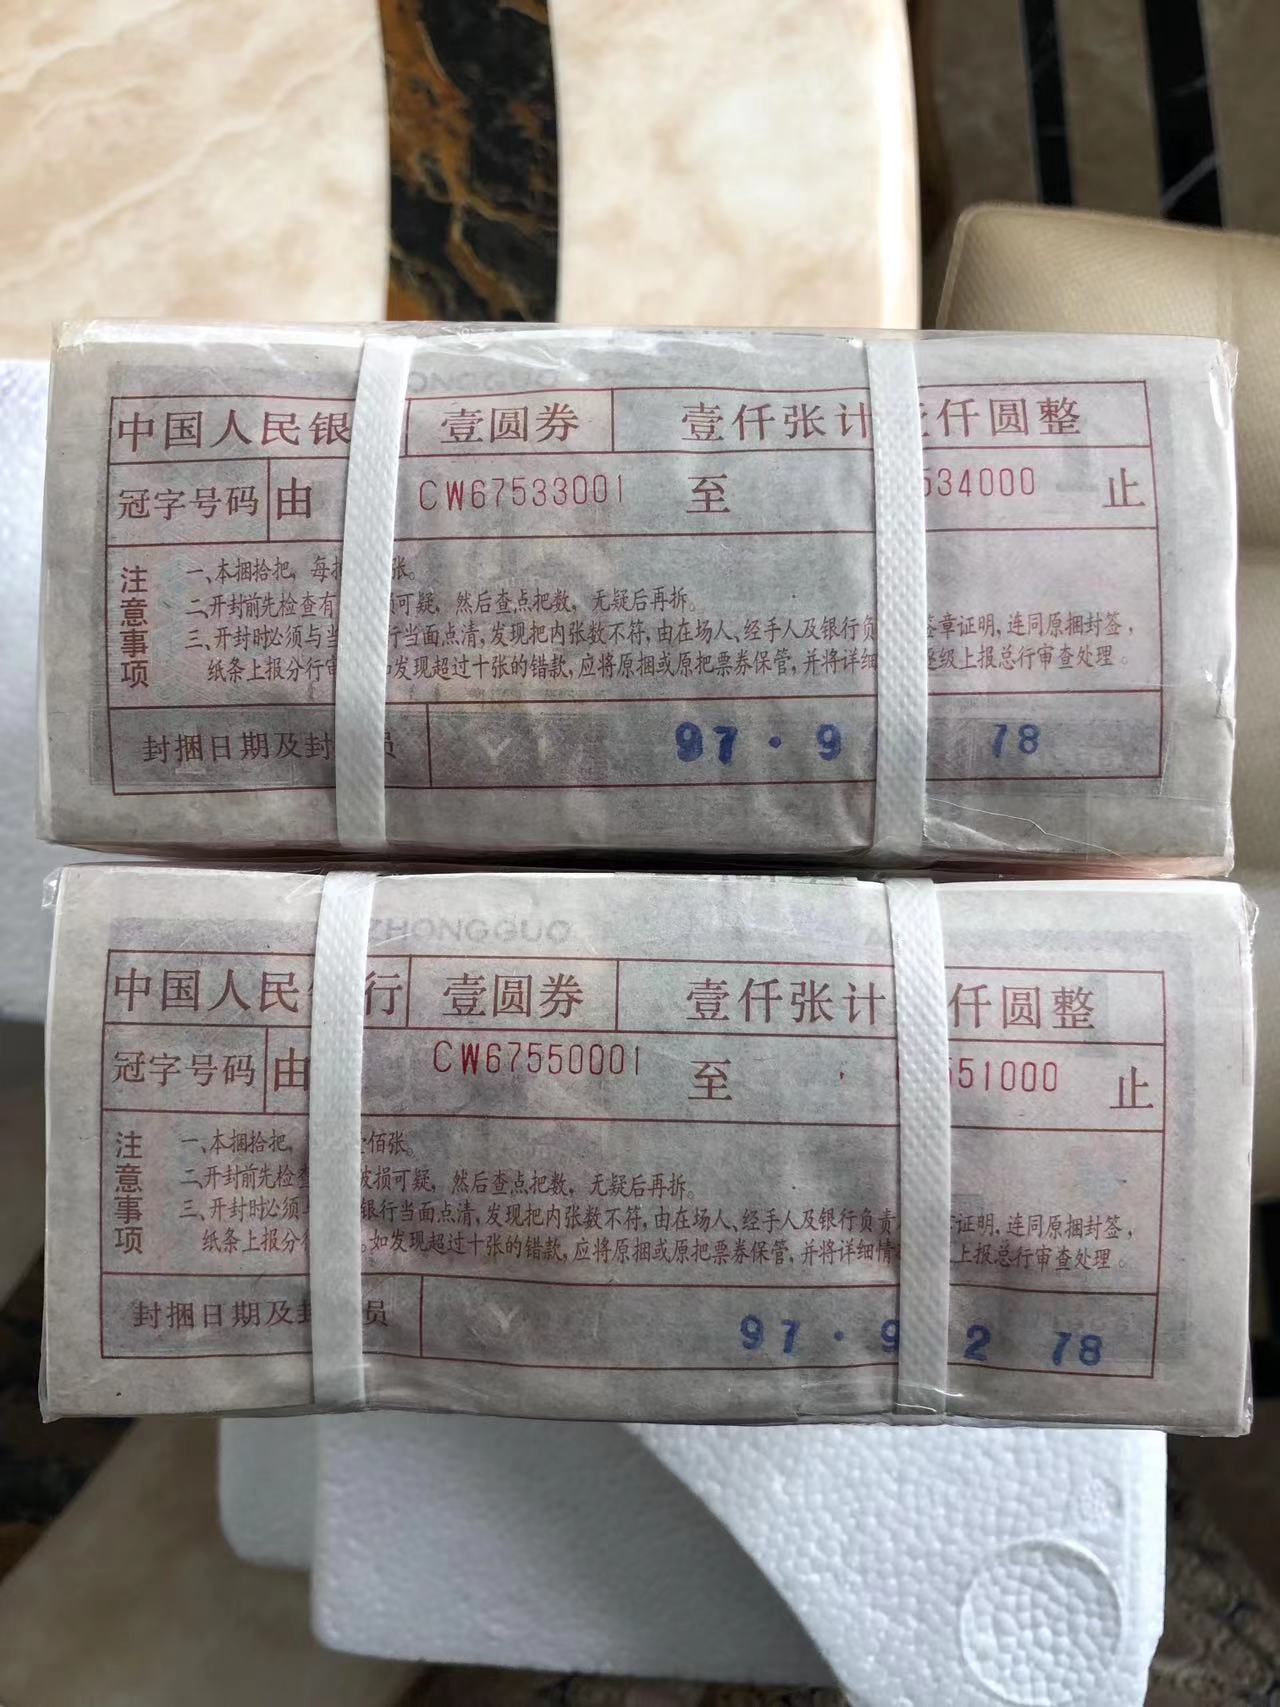 ONGGUO
中国人民银 壹圆券 壹仟张计 仟圆整
冠字号码 由 CW67533001 至 534000 止
注意事项
一、本捆拾把，每 张。
二、开封前先检查有 损可疑，然后查点把数，无疑后再拆。
三、开封时必须与当 行当面点清，发现把内张数不符，由在场人、经手人及银行负 签章证明，连同原捆封签，
纸条上报分行审 如发现超过十张的错款，应将原捆或原把票券保管，并将详细 逐级上报总行审查处理。
封捆日期及封 员 97·9 78
ZHONGGUO
中国人民 行 壹圆券 壹仟张计 仟圆整
冠字号码 由 CW67550001 至 551000 止
注意事项
一、本捆拾把， 佰张。
二、开封前先检查 破损可疑，然后查点把数，无疑后再拆。
三、开封时必须 银行当面点清，发现把内张数不符，由在场人、经手人及银行负责 证明，连同原捆封签，
纸条上报分 。如发现超过十张的错款，应将原捆或原把票券保管，并将详细情 上报总行审查处理。
封捆日期及封 员 97·9 2 78